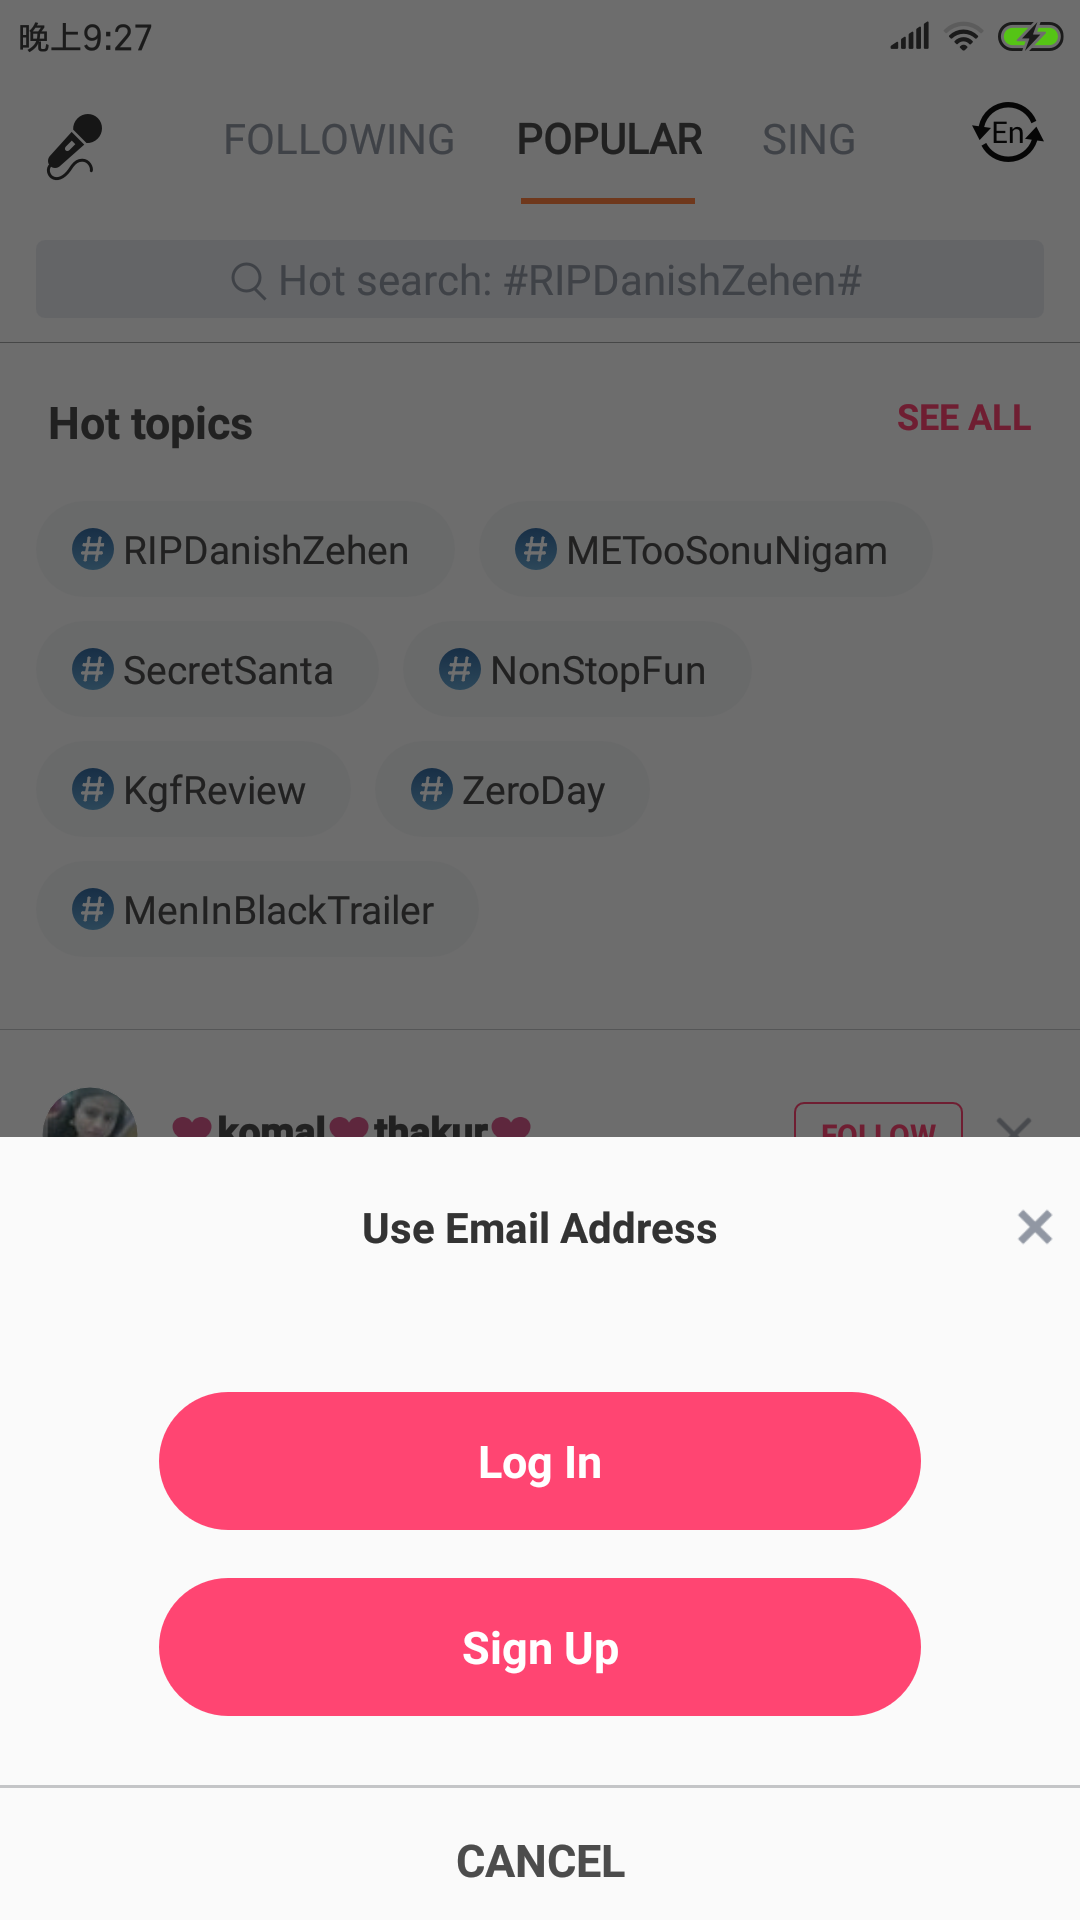 晚上9:27
FOLLOWING POPULAR SING En
Hot search: #RIPDanishZehen#
Hot topics SEE ALL
# RIPDanishZehen # METooSonuNigam
# SecretSanta # NonStopFun
# KgfReview # ZeroDay
# MenInBlackTrailer
❤komal❤thakur❤ FOLLOW
Use Email Address
Log In
Sign Up
CANCEL